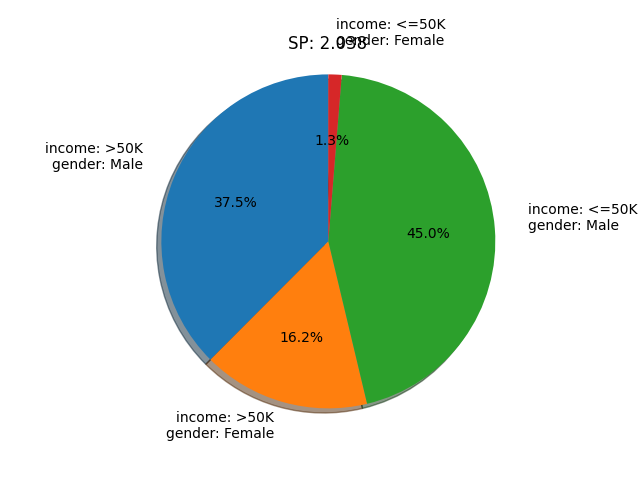 income: <=50K
gender: Female
SP: 2.038
1.3%
income: >50K
gender: Male
37.5%
income: <=50K
gender: Male
45.0%
16.2%
income: >50K
gender: Female